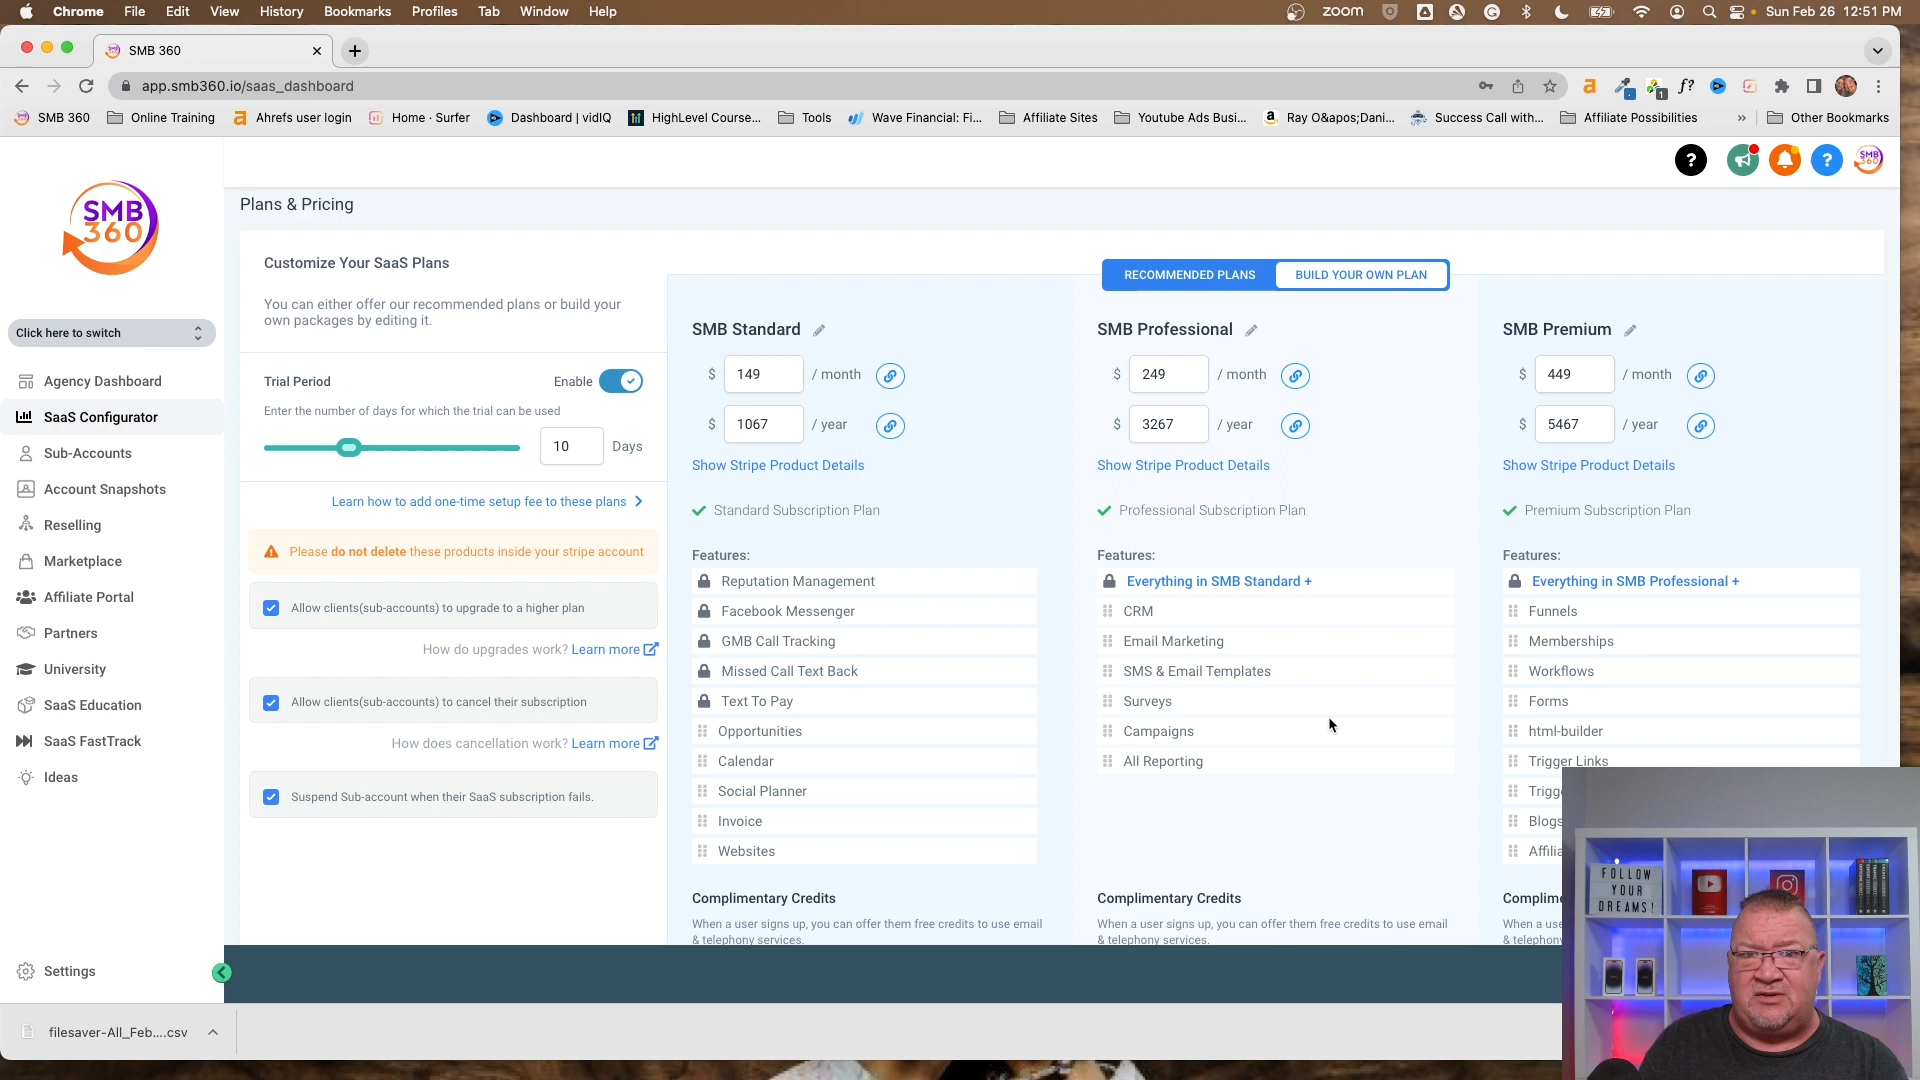 Chrome File Edit View History Bookmarks Profiles Tab Window Help
zoom
Sun Feb 26 12:51 PM
SMB 360
app.smb360.io/saas_dashboard
f?
1
SMB 360
Online Training
Ahrefs user login
Home · Surfer
Dashboard | vidIQ
HighLevel Course...
Tools
Wave Financial: Fi...
Affiliate Sites
Youtube Ads Busi...
Ray O&apos;Dani...
Success Call with...
Affiliate Possibilities
»
Other Bookmarks
SMB
360
Click here to switch
Agency Dashboard
SaaS Configurator
Sub-Accounts
Account Snapshots
Reselling
Marketplace
Affiliate Portal
Partners
University
SaaS Education
SaaS FastTrack
Ideas
Settings
? ? SMB 360
Plans & Pricing
Customize Your SaaS Plans
You can either offer our recommended plans or build your
own packages by editing it.
Trial Period
Enable
Enter the number of days for which the trial can be used
10 Days
Learn how to add one-time setup fee to these plans
Please do not delete these products inside your stripe account
Allow clients(sub-accounts) to upgrade to a higher plan
How do upgrades work? Learn more
Allow clients(sub-accounts) to cancel their subscription
How does cancellation work? Learn more
Suspend Sub-account when their SaaS subscription fails.
RECOMMENDED PLANS
BUILD YOUR OWN PLAN
SMB Standard
$ 149 / month
$ 1067 / year
Show Stripe Product Details
Standard Subscription Plan
Features:
Reputation Management
Facebook Messenger
GMB Call Tracking
Missed Call Text Back
Text To Pay
Opportunities
Calendar
Social Planner
Invoice
Websites
Complimentary Credits
When a user signs up, you can offer them free credits to use email
& telephony services.
SMB Professional
$ 249 / month
$ 3267 / year
Show Stripe Product Details
Professional Subscription Plan
Features:
Everything in SMB Standard +
CRM
Email Marketing
SMS & Email Templates
Surveys
Campaigns
All Reporting
Complimentary Credits
When a user signs up, you can offer them free credits to use email
& telephony services.
SMB Premium
$ 449 / month
$ 5467 / year
Show Stripe Product Details
Premium Subscription Plan
Features:
Everything in SMB Professional +
Funnels
Memberships
Workflows
Forms
html-builder
Trigger Links
Trigg
Blogs
Affilia
Complime
When a use
& telephony
FOLLOW
YOUR
DREAMS!
filesaver-All_Feb....csv